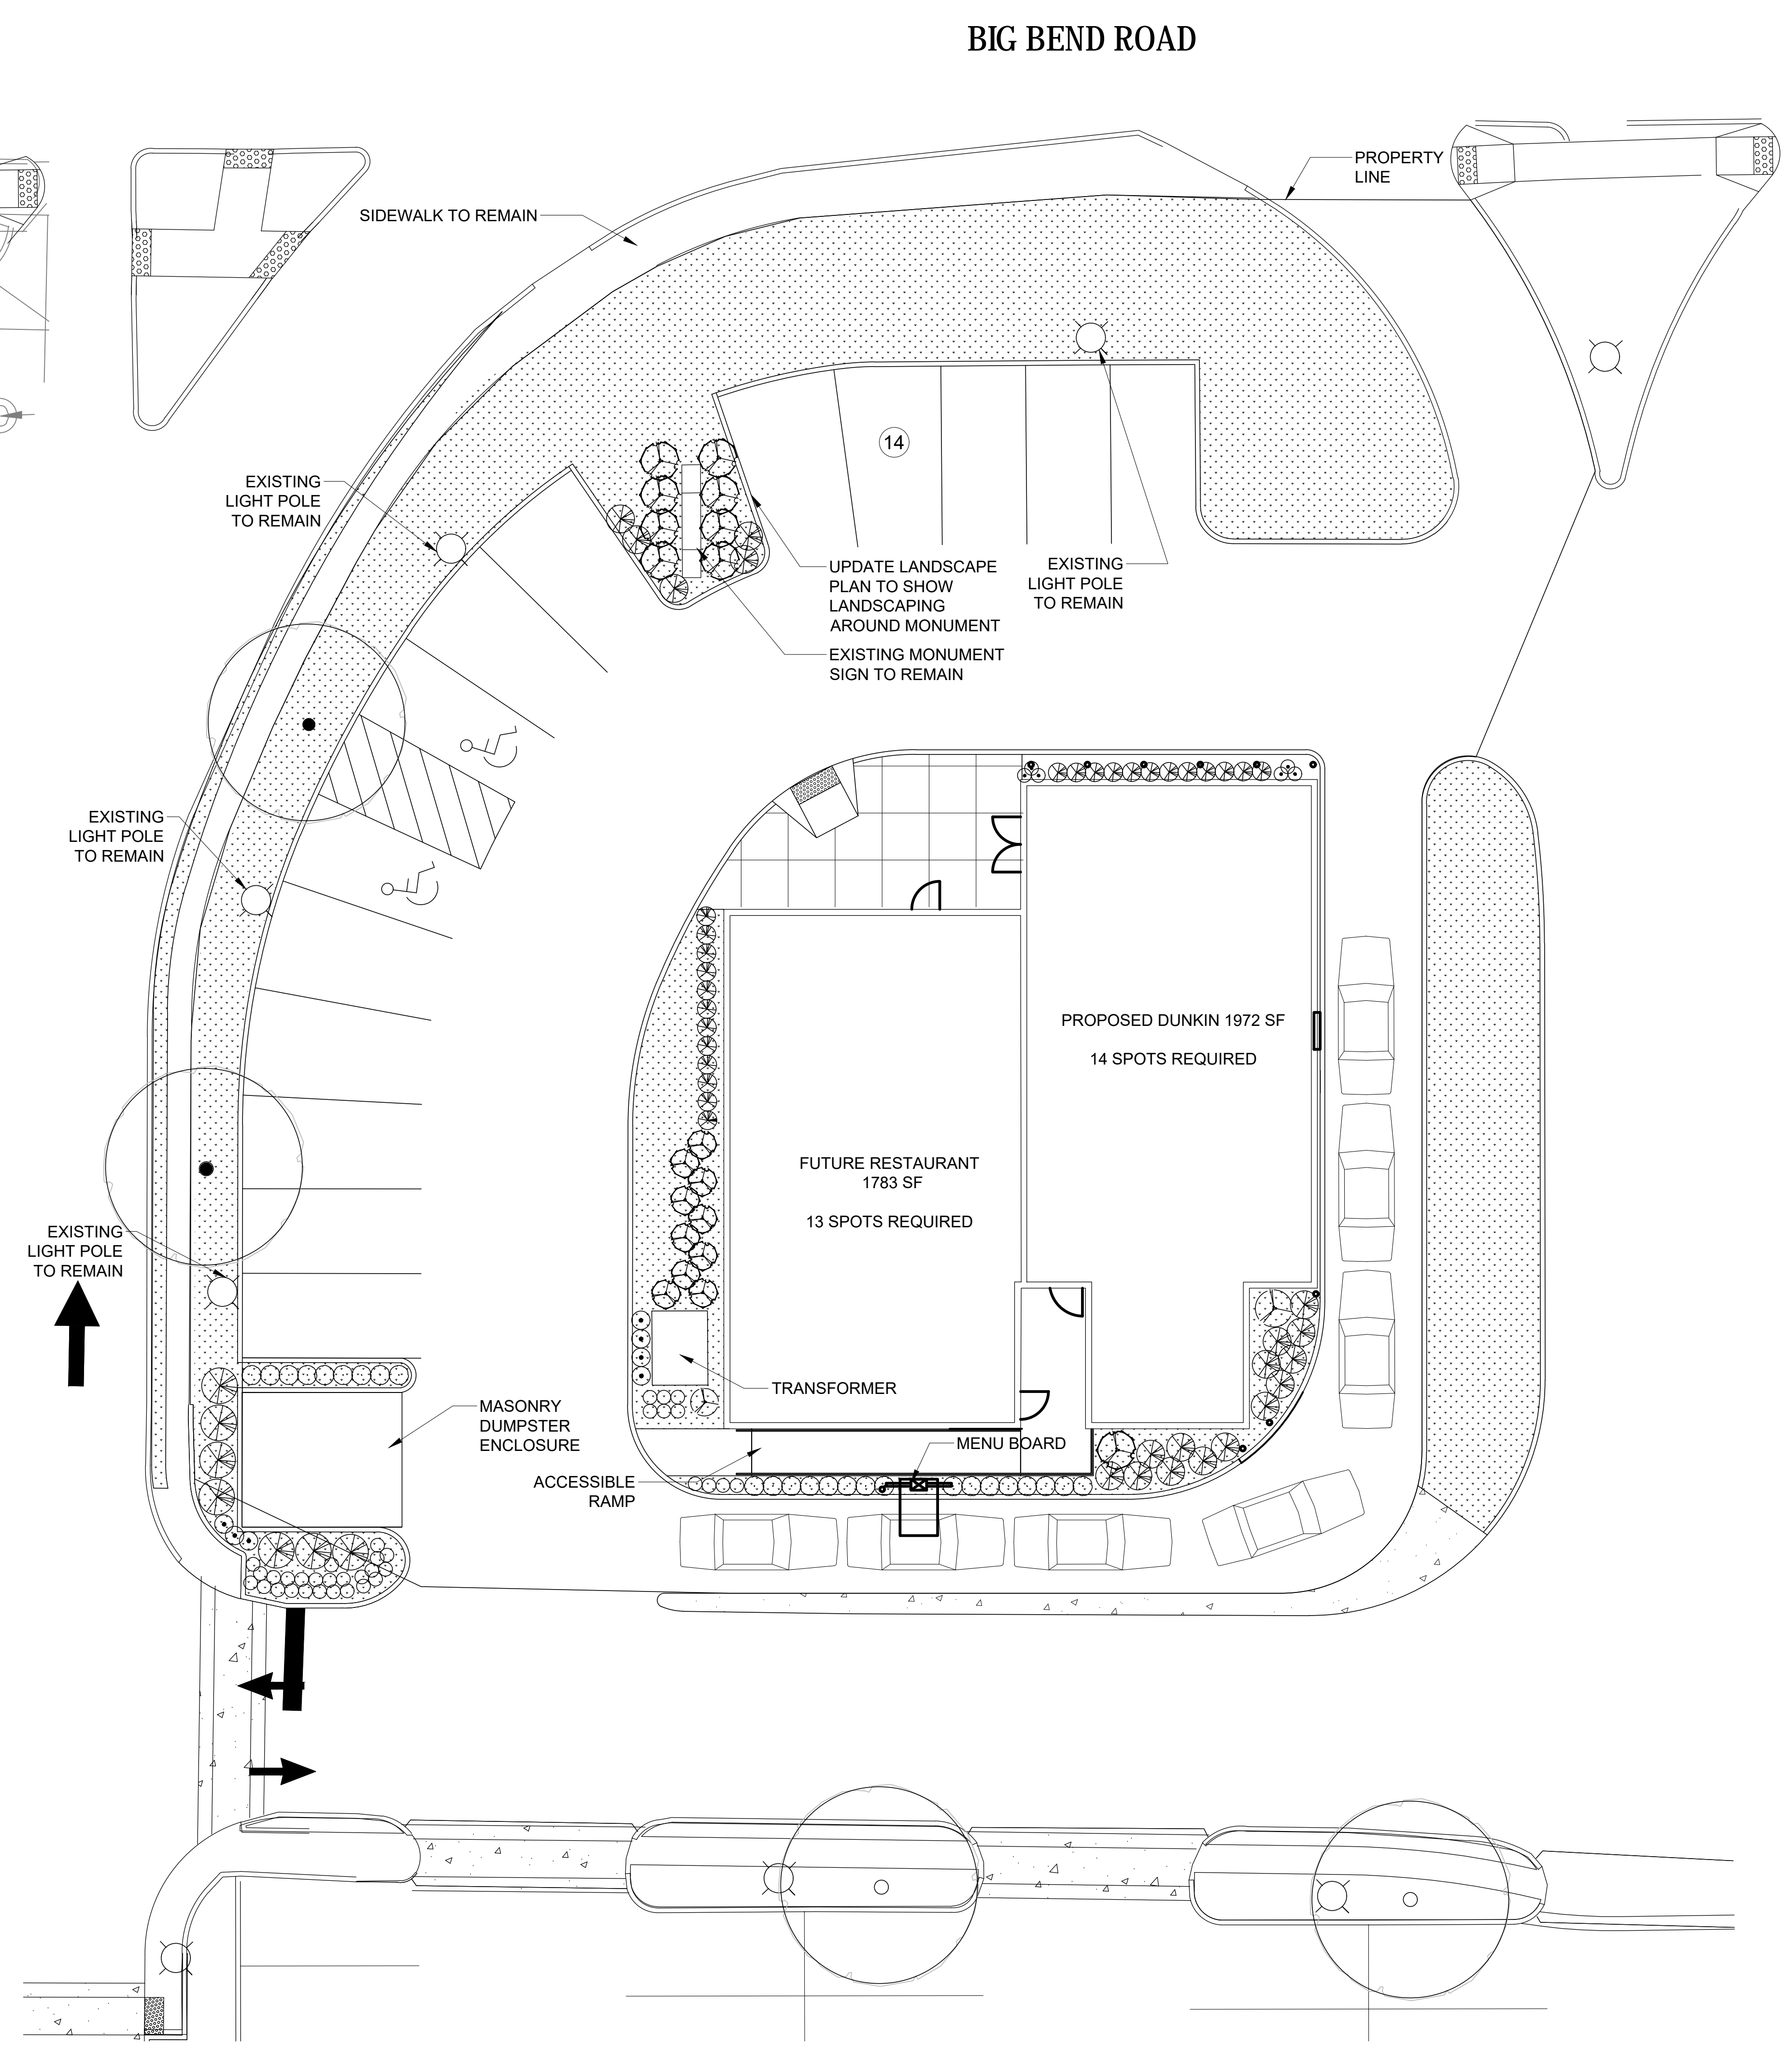 BIG BEND ROAD
PROPERTY
LINE
SIDEWALK TO REMAIN
14
EXISTING
LIGHT POLE
TO REMAIN
UPDATE LANDSCAPE
PLAN TO SHOW
LANDSCAPING
AROUND MONUMENT
EXISTING
LIGHT POLE
TO REMAIN
EXISTING MONUMENT
SIGN TO REMAIN
EXISTING
LIGHT POLE
TO REMAIN
PROPOSED DUNKIN 1972 SF
14 SPOTS REQUIRED
FUTURE RESTAURANT
1783 SF
13 SPOTS REQUIRED
EXISTING
LIGHT POLE
TO REMAIN
TRANSFORMER
MASONRY
DUMPSTER
ENCLOSURE
MENU BOARD
ACCESSIBLE
RAMP